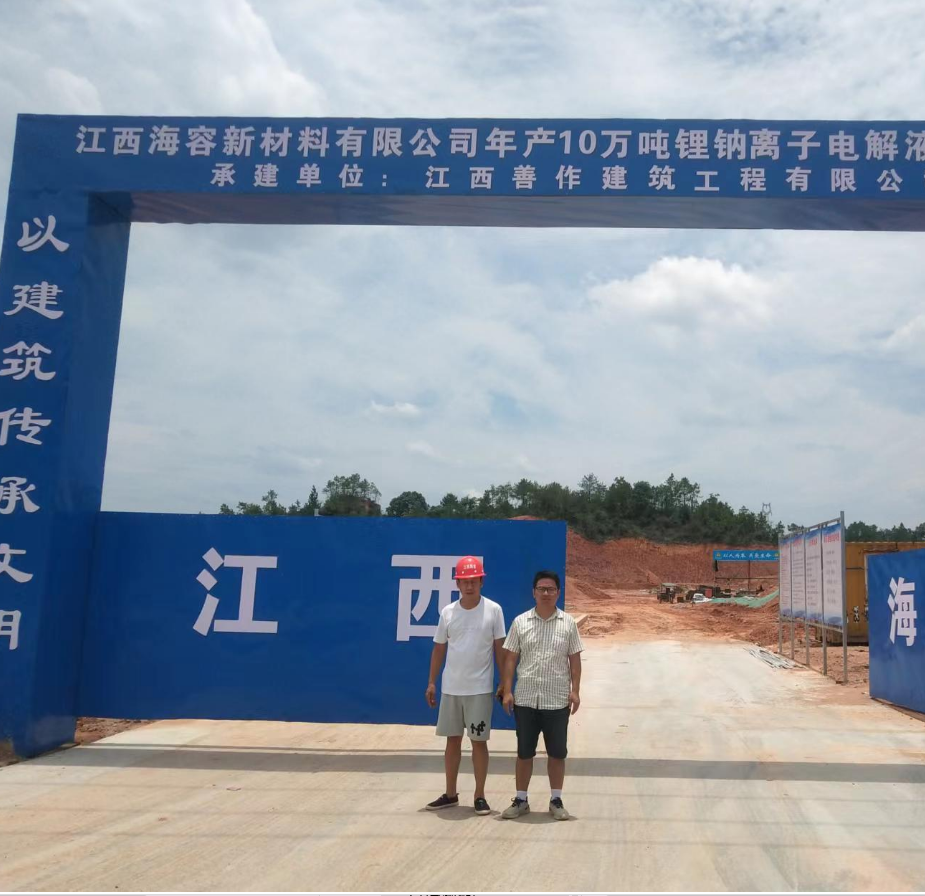 江西海容新材料有限公司年产10万吨锂钠离子电解液
承建单位：江西善作建筑工程有限公
以建筑传承文明
江西
海